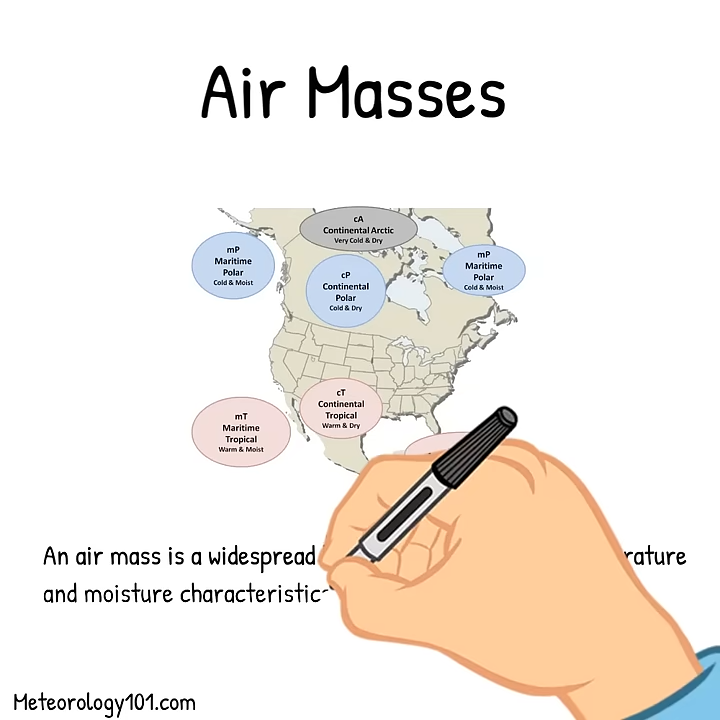 Air Masses
cA
Continental Arctic
Very Cold & Dry
mP
Maritime
Polar
Cold & Moist
cP
Continental
Polar
Cold & Dry
mP
Maritime
Polar
Cold & Moist
cT
Continental
Tropical
Warm & Dry
mT
Maritime
Tropical
Warm & Moist
An air mass is a widespread rature
and moisture characteristic
Meteorology101.com